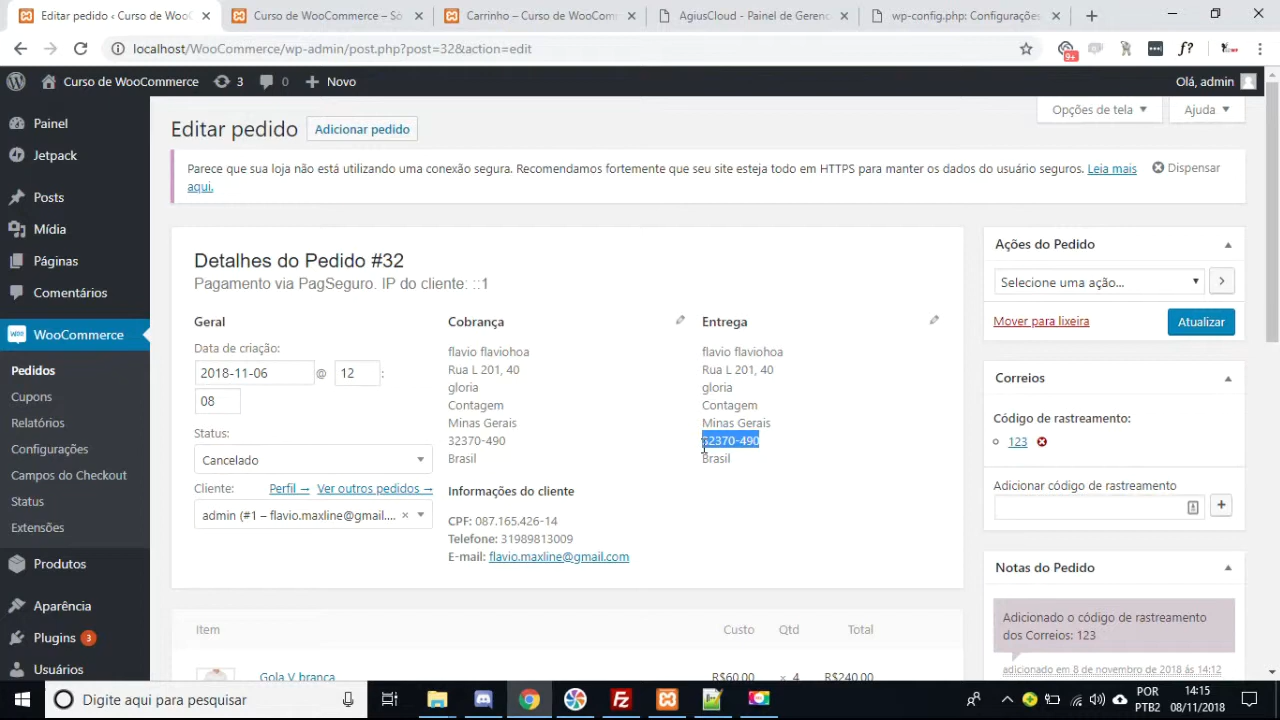 Editar pedido ‹ Curso de WooC
Curso de WooCommerce – Só
Carrinho – Curso de WooComm
AgiusCloud - Painel de Gerenc
wp-config.php: Configurações
localhost/WooCommerce/wp-admin/post.php?post=32&action=edit
9+
f?
Curso de WooCommerce
3
0
Novo
Olá, admin
Painel
Jetpack
Posts
Mídia
Páginas
Comentários
WooCommerce
Pedidos
Cupons
Relatórios
Configurações
Campos do Checkout
Status
Extensões
Produtos
Aparência
Plugins 3
Usuários
Opções de tela
Ajuda
Editar pedido
Adicionar pedido
Parece que sua loja não está utilizando uma conexão segura. Recomendamos fortemente que seu site esteja todo em HTTPS para manter os dados do usuário seguros. Leia mais
aqui.
Dispensar
Detalhes do Pedido #32
Pagamento via PagSeguro. IP do cliente: ::1
Geral
Data de criação:
2018-11-06 @ 12 :
08
Status:
Cancelado
Cliente: Perfil → Ver outros pedidos →
admin (#1 – flavio.maxline@gmail.... ×
Cobrança
flavio flaviohoa
Rua L 201, 40
gloria
Contagem
Minas Gerais
32370-490
Brasil
Informações do cliente
CPF: 087.165.426-14
Telefone: 31989813009
E-mail: flavio.maxline@gmail.com
Entrega
flavio flaviohoa
Rua L 201, 40
gloria
Contagem
Minas Gerais
32370-490
Brasil
Item
Custo
Qtd
Total
Gola V branca
R$60.00
× 4
R$240.00
Ações do Pedido
Selecione uma ação...
Mover para lixeira
Atualizar
Correios
Código de rastreamento:
123
Adicionar código de rastreamento
Notas do Pedido
Adicionado o código de rastreamento
dos Correios: 123
adicionado em 8 de novembro de 2018 ás 14:12
Digite aqui para pesquisar
POR
PTB2
14:15
08/11/2018